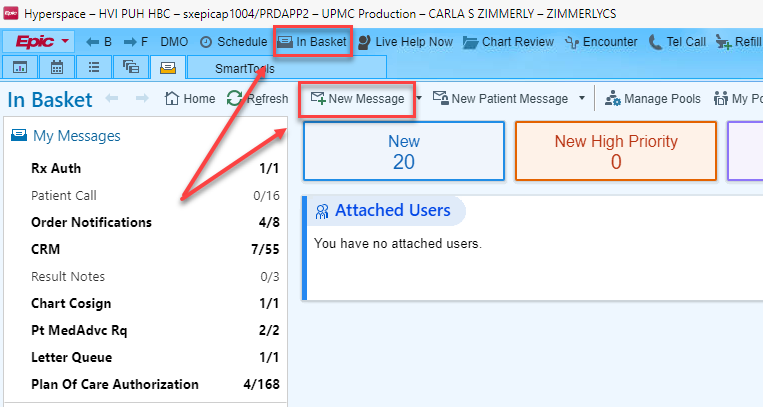 Hyperspace – HVI PUH HBC – sxepicap1004/PRDAPP2 – UPMC Production – CARLA S ZIMMERLY – ZIMMERLYCS
Epic B F DMO Schedule In Basket Live Help Now Chart Review Encounter Tel Call Refill
SmartTools
In Basket Home Refresh New Message New Patient Message Manage Pools My Po
My Messages
Rx Auth 1/1
Patient Call 0/16
Order Notifications 4/8
CRM 7/55
Result Notes 0/3
Chart Cosign 1/1
Pt MedAdvc Rq 2/2
Letter Queue 1/1
Plan Of Care Authorization 4/168
New
20
New High Priority
0
Attached Users
You have no attached users.